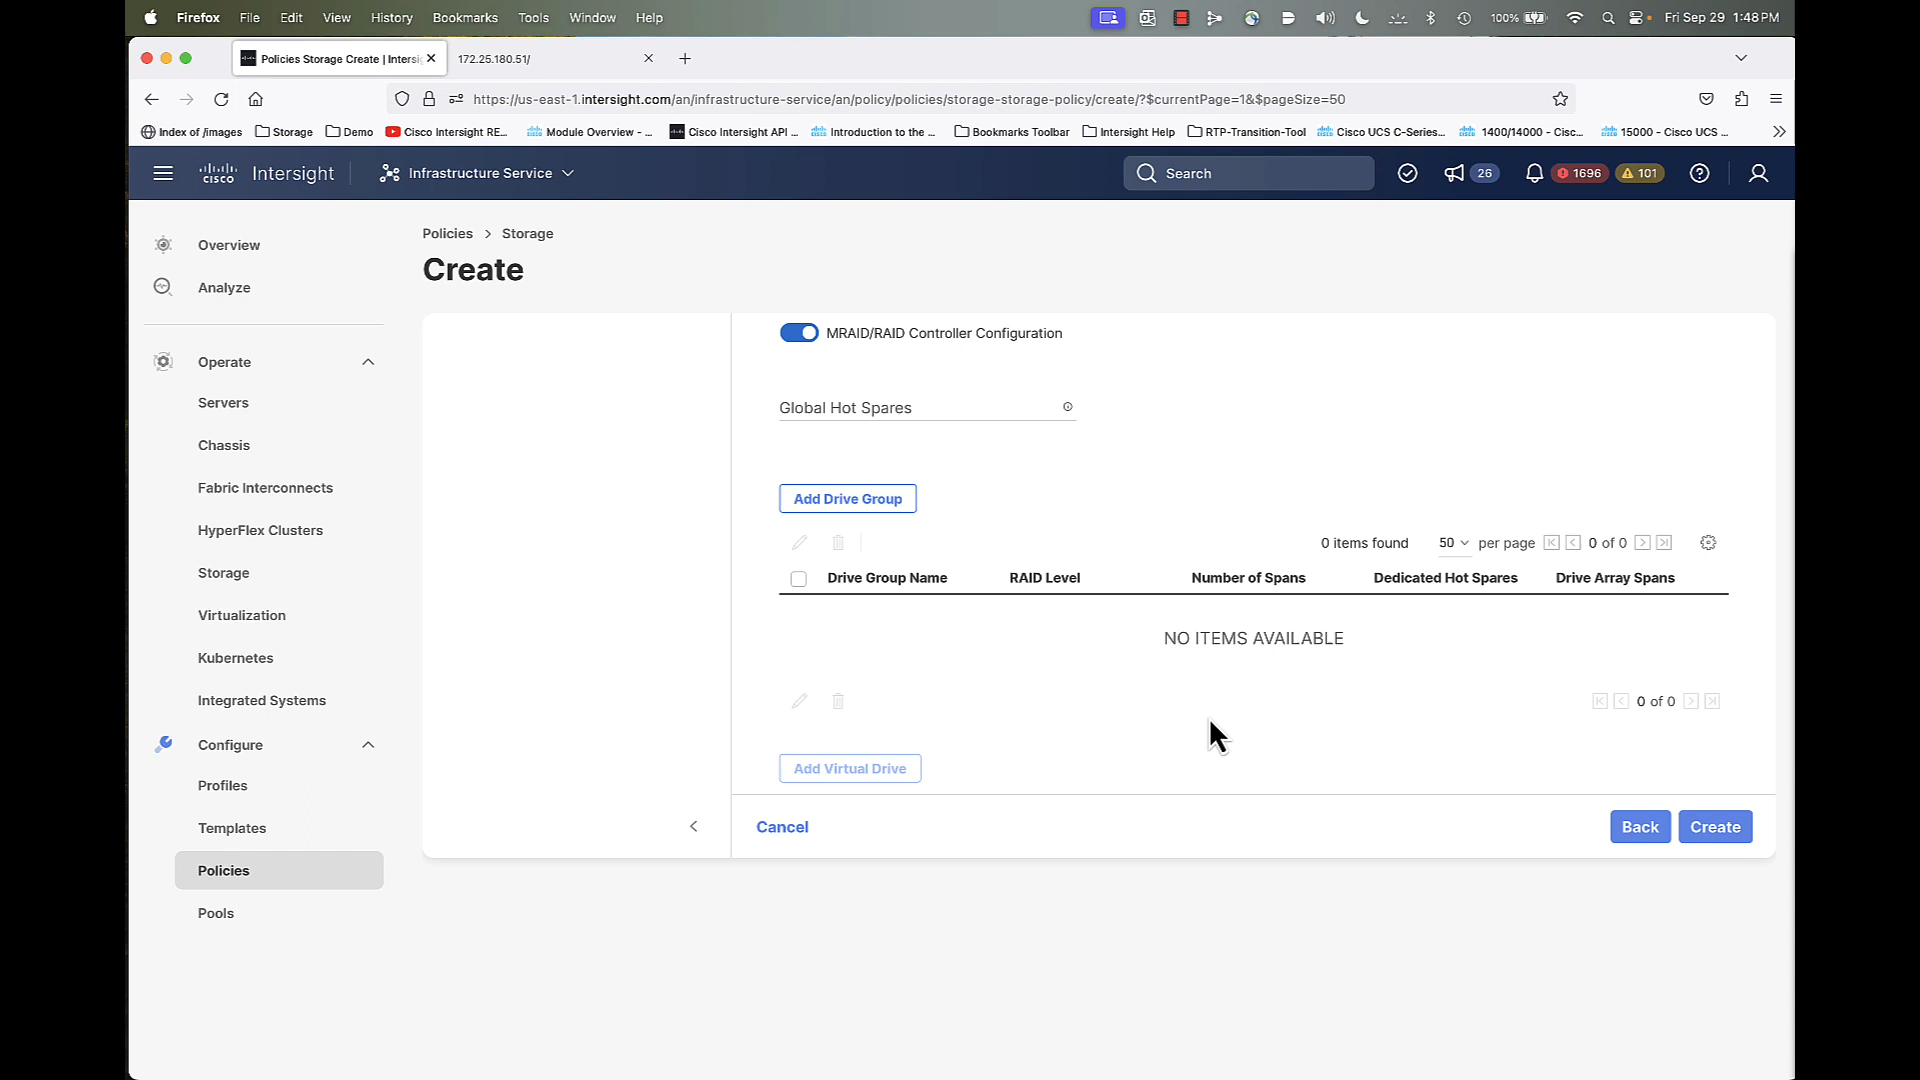 Firefox File Edit View History Bookmarks Tools Window Help 100% Fri Sep 29 1:48 PM
Policies Storage Create | Intersi 172.25.180.51/
https://us-east-1.intersight.com/an/infrastructure-service/an/policy/policies/storage-storage-policy/create/?$currentPage=1&$pageSize=50
Index of /images Storage Demo Cisco Intersight RE... Module Overview - ... Cisco Intersight API ... Introduction to the ... Bookmarks Toolbar Intersight Help RTP-Transition-Tool Cisco UCS C-Series... 1400/14000 - Cisc... 15000 - Cisco UCS ...
CISCO Intersight Infrastructure Service Search 26 1696 101
Overview
Analyze
Operate
Servers
Chassis
Fabric Interconnects
HyperFlex Clusters
Storage
Virtualization
Kubernetes
Integrated Systems
Configure
Profiles
Templates
Policies
Pools
Policies > Storage
Create
MRAID/RAID Controller Configuration
Global Hot Spares
Add Drive Group
0 items found 50 per page 0 of 0
Drive Group Name RAID Level Number of Spans Dedicated Hot Spares Drive Array Spans
NO ITEMS AVAILABLE
0 of 0
Add Virtual Drive
Cancel Back Create